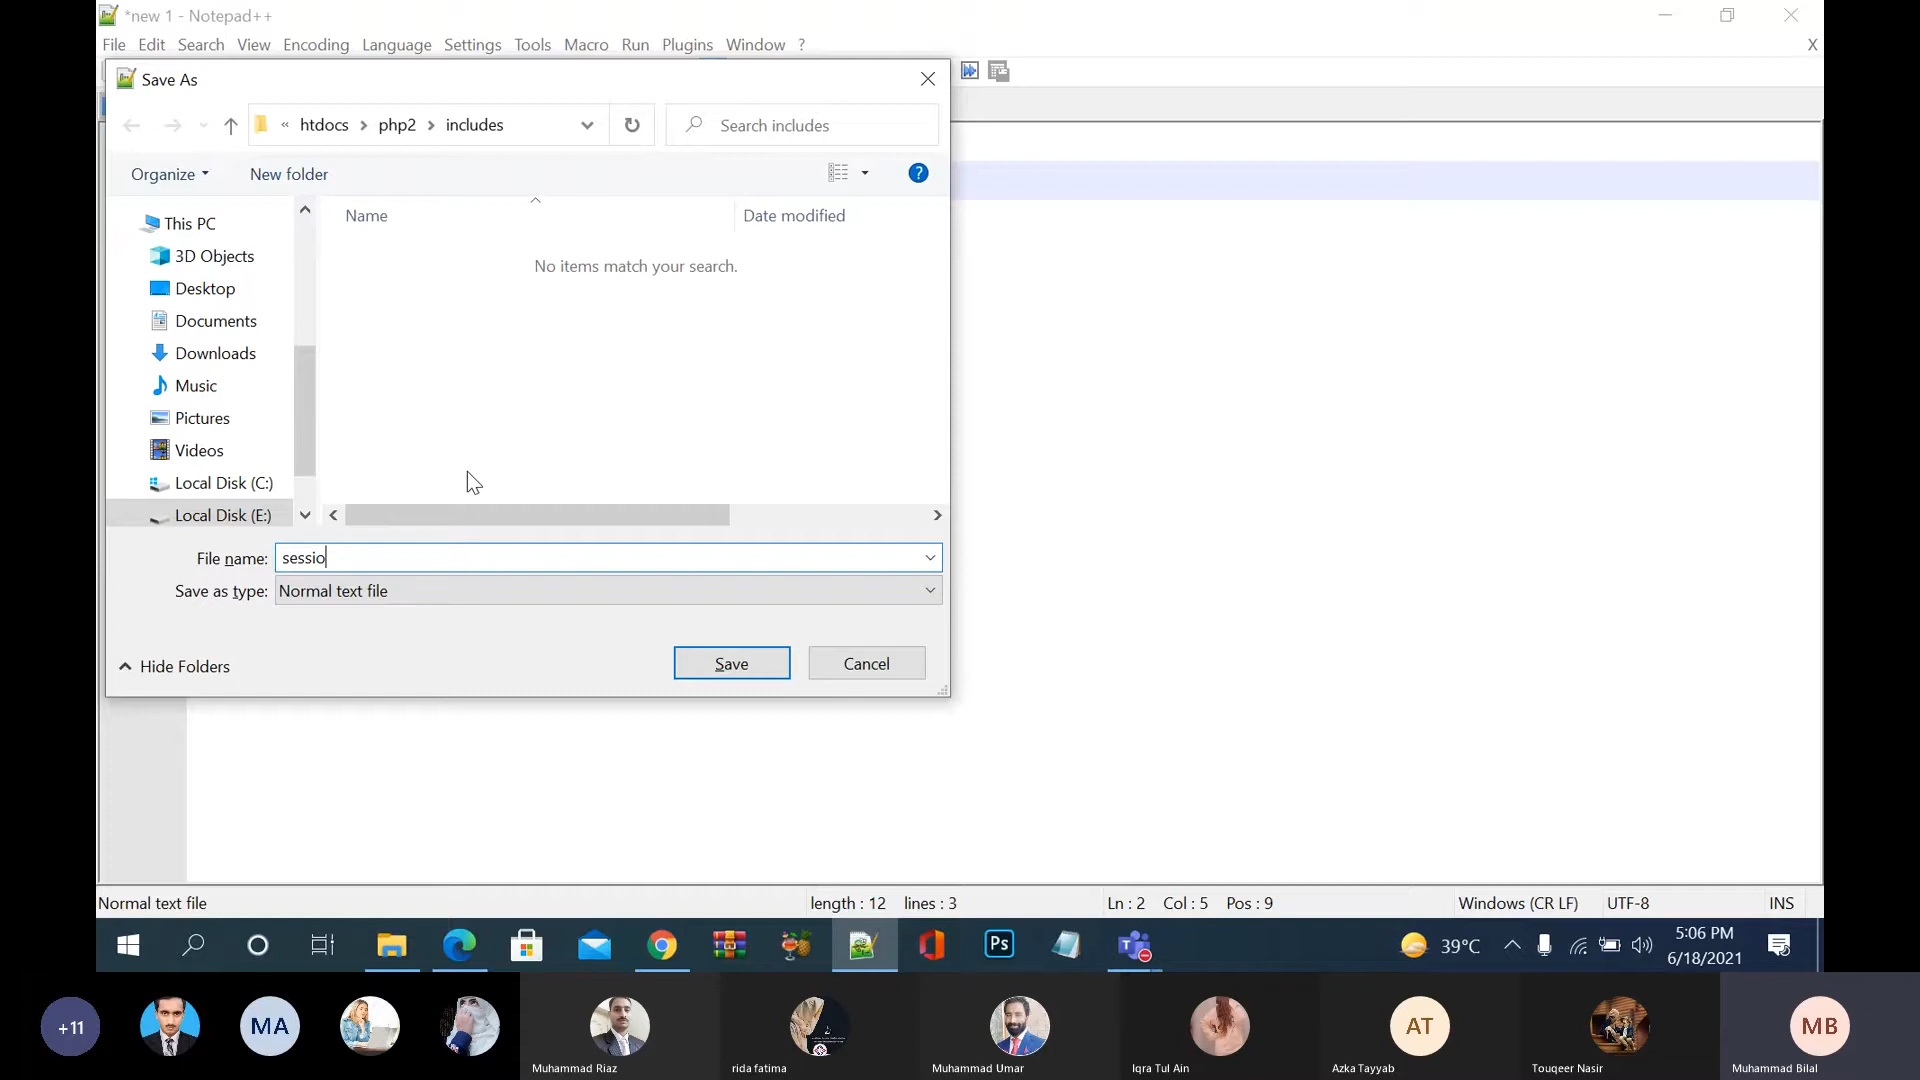 *new 1 - Notepad++
File Edit Search View Encoding Language Settings Tools Macro Run Plugins Window ?
X
Save As
« htdocs > php2 > includes
Search includes
Organize
New folder
?
Name
Date modified
No items match your search.
This PC
3D Objects
Desktop
Documents
Downloads
Music
Pictures
Videos
Local Disk (C:)
Local Disk (E:)
File name: sessio
Save as type: Normal text file
Hide Folders
Save
Cancel
Normal text file
length : 12 lines : 3
Ln : 2 Col : 5 Pos : 9
Windows (CR LF)
UTF-8
INS
Ps
39°C
5:06 PM
6/18/2021
+11
MA
AT
MB
Muhammad Riaz
rida fatima
Muhammad Umar
Iqra Tul Ain
Azka Tayyab
Touqeer Nasir
Muhammad Bilal